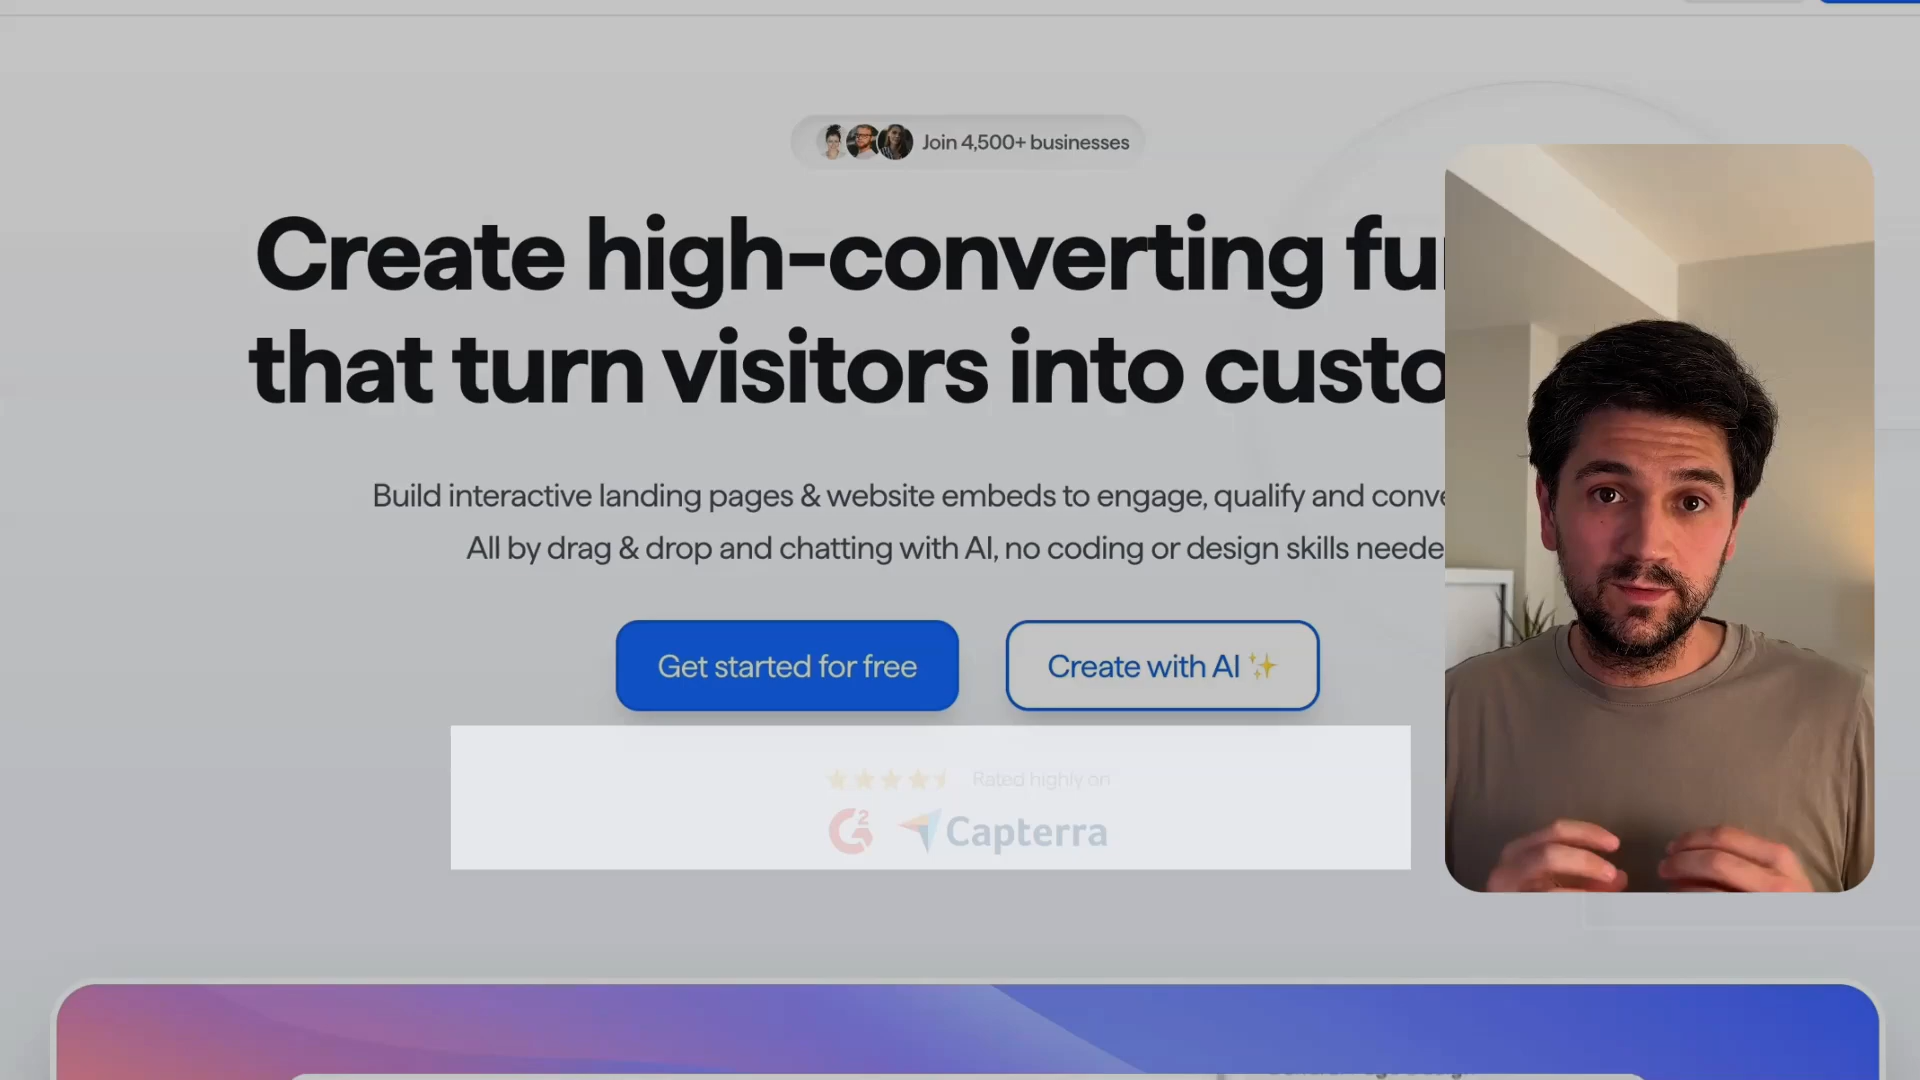 Join 4,500+ businesses
Create high-converting fu
that turn visitors into custo
Build interactive landing pages & website embeds to engage, qualify and conve
All by drag & drop and chatting with AI, no coding or design skills neede
Get started for free
Create with AI
Rated highly on
G2 Capterra